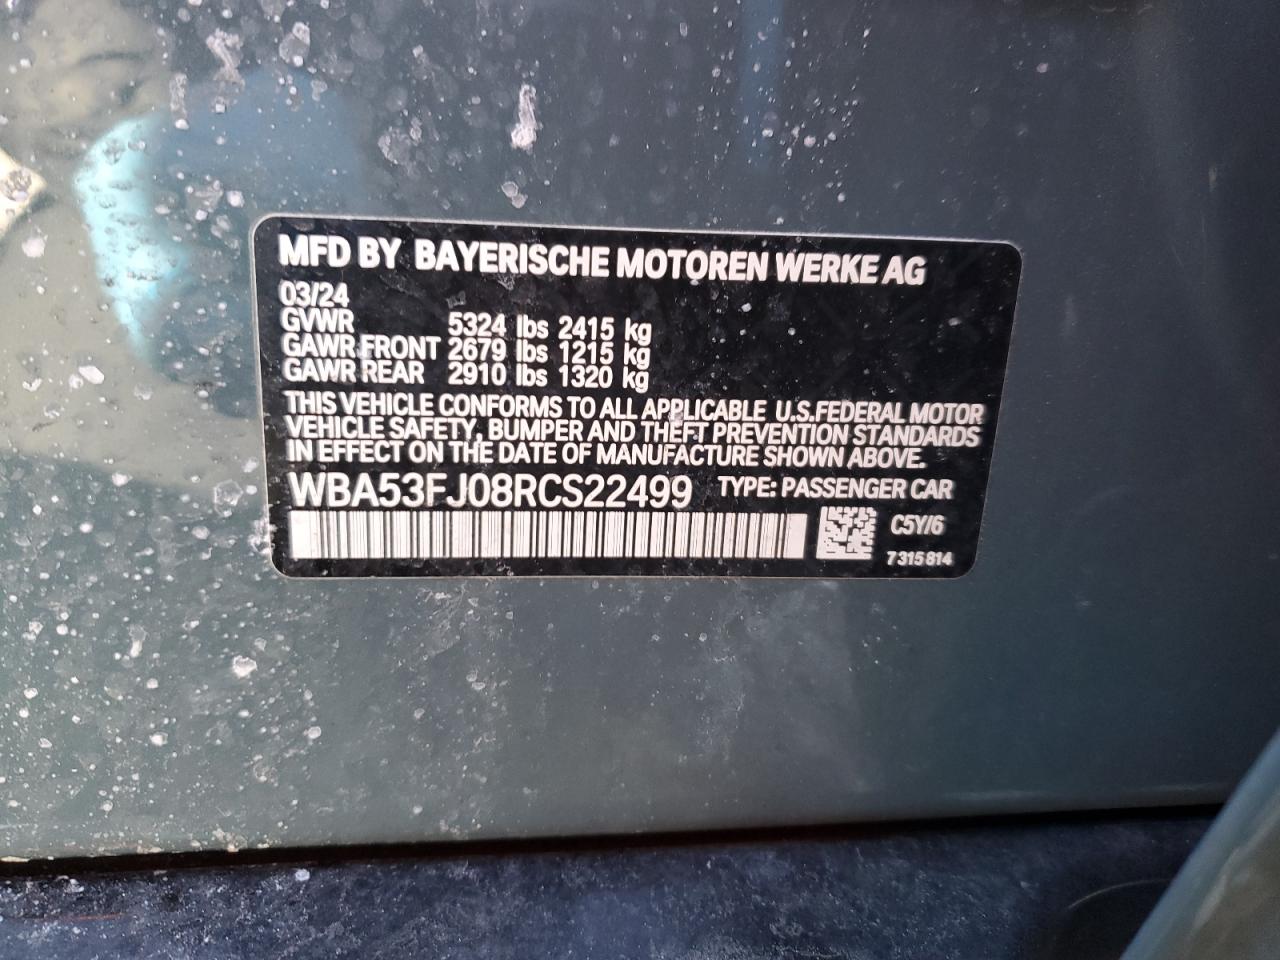 MFD BY BAYERISCHE MOTOREN WERKE AG
03/24
GVWR 5324 lbs 2415 kg
GAWR FRONT 2679 lbs 1215 kg
GAWR REAR 2910 lbs 1320 kg
THIS VEHICLE CONFORMS TO ALL APPLICABLE U.S.FEDERAL MOTOR
VEHICLE SAFETY, BUMPER AND THEFT PREVENTION STANDARDS
IN EFFECT ON THE DATE OF MANUFACTURE SHOWN ABOVE.
WBA53FJ08RCS22499 TYPE: PASSENGER CAR
C5Y/6
7315814